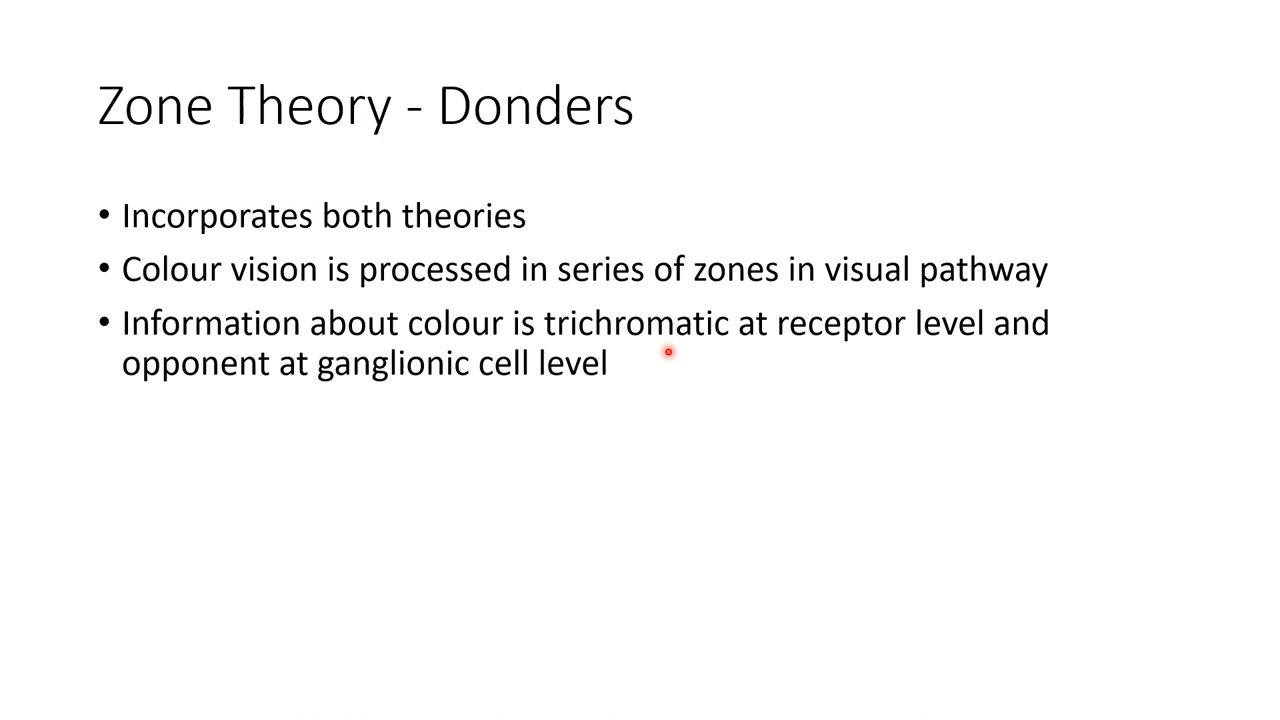 Zone Theory - Donders
• Incorporates both theories
• Colour vision is processed in series of zones in visual pathway
• Information about colour is trichromatic at receptor level and
opponent at ganglionic cell level